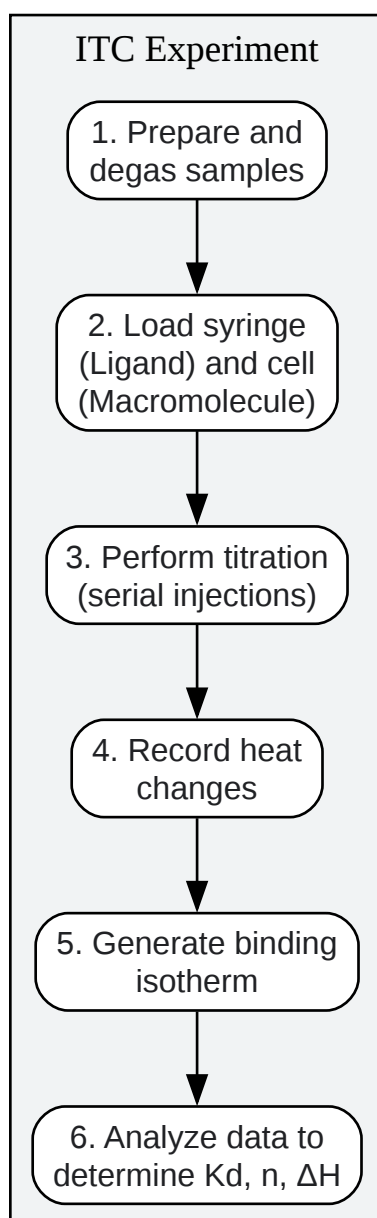 ITC Experiment
1. Prepare and
degas samples
2. Load syringe
(Ligand) and cell
(Macromolecule)
3. Perform titration
(serial injections)
4. Record heat
changes
5. Generate binding
isotherm
6. Analyze data to
determine Kd, n, ΔH